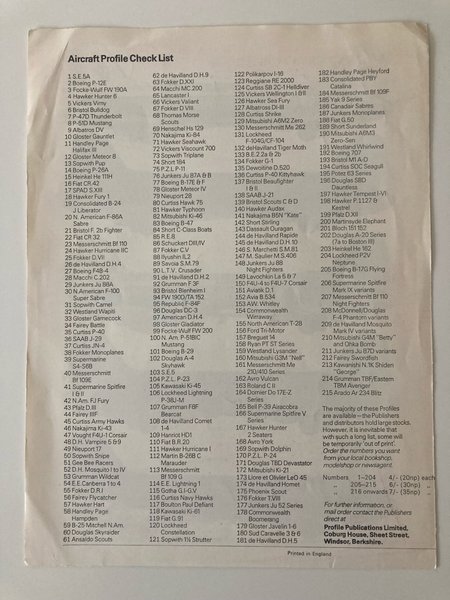 Aircraft Profile Check List
1 S.E.5A
2 Boeing P-12E
3 Focke-Wulf FW 190A
4 Hawker Hunter 6
5 Vickers Vimy
6 Bristol Bulldog
7 P-47D Thunderbolt
8 P-51D Mustang
9 Albatros DV
10 Gloster Gauntlet
11 Handley Page
Halifax III
12 Gloster Meteor 8
13 Sopwith Pup
14 Boeing P-26A
15 Heinkel He 111H
16 Fiat CR.42
17 SPAD S.XIII
18 Hawker Fury 1
19 Consolidated B-24
J Liberator
20 N. American F-86A
Sabre
21 Bristol F. 2b Fighter
22 Fiat CR.32
23 Messerschmitt Bf 110
24 Hawker Hurricane IIC
25 Fokker D.VII
26 de Havilland D.H.4
27 Boeing F4B-4
28 Macchi C.202
29 Junkers Ju 88A
30 N. American F-100
Super Sabre
31 Sopwith Camel
32 Westland Wapiti
33 Gloster Gamecock
34 Fairey Battle
35 Curtiss P-40
36 SAAB J-29
37 Curtiss JN-4
38 Fokker Monoplanes
39 Supermarine
S4-S6B
40 Messerschmitt
Bf 109E
41 Supermarine Spitfire
I & II
42 N.Am. FJ Fury
43 Pfalz D.III
44 Fairey IIIF
45 Curtiss Army Hawks
46 Nakajima Ki-43
47 Vought F4U-1 Corsair
48 D.H. Vampire 5 & 9
49 Nieuport 17
50 Sopwith Snipe
51 Gee Bee Racers
52 D.H. Mosquito I to IV
53 Grumman Wildcat
54 E.E.Canberra 1 to 4
55 Fokker D.R.I
56 Fairey Flycatcher
57 Hawker Hart
58 Handley Page
Hampden
59 B-25 Mitchell N.Am.
60 Douglas Skyraider
61 Ansaldo Scouts
62 de Havilland D.H.9
63 Fokker D.XXI
64 Macchi MC.200
65 Lancaster I
66 Vickers Valiant
67 Fokker D VIII
68 Thomas Morse
Scouts
69 Henschel Hs 129
70 Nakajima Ki-84
71 Hawker Seahawk
72 Vickers Viscount 700
73 Sopwith Triplane
74 Short 184
75 P.Z.L. P-11
76 Junkers Ju 87A & B
77 Boeing B-17E & F
78 Gloster Meteor IV
79 Nieuport 28
80 Curtiss Hawk 75
81 Hawker Typhoon
82 Mitsubishi Ki-46
83 Boeing B-47
84 Short C-Class Boats
85 R.E.8
86 Schuckert DIII/IV
87 Fokker C.V
88 Ilyushin IL2
89 Savoia S.M.79
90 L.T.V. Crusader
91 de Havilland D.H.2
92 Grumman F3F
93 Bristol Blenheim I
94 FW 190D/TA 152
95 Republic F-84F
96 Douglas DC-3
97 American D.H.4
98 Gloster Gladiator
99 Focke Wulf FW 200
100 N. Am. P-51BIC
Mustang
101 Boeing B-29
102 Douglas A-4
Skyhawk
103 S.E.5
104 P.Z.L. P-23
105 Kawasaki Ki-45
106 Lockheed Lightning
P-38J-M
107 Grumman F8F
Bearcat
108 de Havilland Comet
1-4
109 Hanriot HD.1
110 Fiat B.R.20
111 Hawker Hurricane I
112 Martin B-26B C
Marauder
113 Messerschmitt
Bf 109 G
114 E.E. Lightning 1
115 Gotha G.I-G.V
116 Curtiss Navy Hawks
117 Boulton Paul Defiant
118 Kawasaki Ki-61
119 Fiat G.91
120 Lockheed
Constellation
121 Sopwith 1½ Strutter
122 Polikarpov I-16
123 Reggiane RE 2000
124 Curtiss SB 2C-1 Helldiver
125 Vickers Wellington I & II
126 Hawker Sea Fury
127 Albatros DI-DIII
128 Curtiss Shrike
129 Mitsubishi A6M2 Zero
130 Messerschmitt Me 262
131 Lockheed
F-104G/CF 104
132 de Havilland Tiger Moth
133 B.E.2, 2a & 2b
134 Fokker G-1
135 Downtime D.520
136 Curtiss P-40 Kittyhawk
137 Bristol Beaufighter
I & II
138 SAAB J-21
139 Bristol Scouts C & D
140 Hawker Audax
141 Nakajima B5N "Kate"
142 Short Stirling
143 Dassault Ouragan
144 de Havilland Rapide
145 de Havilland D.H.10
146 S. Marchetti S.M.81
147 M. Saulier M.S.406
148 Junkers Ju 88
Night Fighters
149 Lavochkin La 5 & 7
150 F4U-4 to F4U-7 Corsair
151 Aviatik D.1
152 Avia B.534
153 A.W. Whitley
154 Commonwealth
Wirraway
155 North American T-28
156 Ford Tri-Motor
157 Breguet 14
158 Ryan PT ST Series
159 Westland Lysander
160 Mitsubishi G3M "Nell"
161 Messerschmitt Me
210/410 Series
162 Avro Vulcan
163 Roland C II
164 Dornier Do 17E-Z
Series
165 Bell P-39 Airacobra
166 Supermarine Spitfire V
Series
167 Hawker Hunter
2 Seaters
168 Avro York
169 Sopwith Dolphin
170 P.Z.L. P-24
171 Douglas TBD Devastator
172 Mitsubishi Ki-21
173 Liore et Olivier LeO 45
174 de Havilland Hornet
175 Phoenix Scout
176 Fokker T.VIII
177 Junkers Ju 52 Series
178 Commonwealth
Boomerang
179 Gloster Javelin 1-6
180 Sud Caravelle 3 & 6
181 de Havilland D.H.5
182 Handley Page Heyford
183 Consolidated PBY
Catalina
184 Messerschmitt Bf 109F
185 Yak 9 Series
186 Canadair Sabres
187 Junkers Monoplanes
188 Fiat G.50
189 Short Sunderland
190 Mitsubishi A6M3
Zero-Sen
191 Westland Whirlwind
192 Boeing 707
193 Bristol M.1 A-D
194 Curtiss SOC Seagull
195 Potez 63 Series
196 Douglas SBD
Dauntless
197 Hawker Tempest I-VI
198 Hawker P.1127 &
Kestrel
199 Pfalz D.XII
200 Martinsyde Elephant
201 Bloch 151 152
202 Douglas A-20 Series
(7a to Boston III)
203 Heinkel He 162
204 Lockheed P2V
Neptune
205 Boeing B-17G Flying
Fortress
206 Supermarine Spitfire
Mark IX variants
207 Messerschmitt Bf 110
Night Fighters
208 McDonnell/Douglas
F-4 Phantom variants
209 de Havilland Mosquito
Mark IV variants
210 Mitsubishi G4M "Betty"
and Ohka Bomb
211 Junkers Ju 87D variants
212 Fairey Swordfish
213 Kawanishi N.1K Shiden
"George"
214 Grumman TBF/Eastern
TBM Avenger
215 Arado Ar 234 Blitz
The majority of these Profiles
are available – the Publishers
and distributors hold large stocks.
However, it is inevitable that
with such a long list, some will
be temporarily 'out of print'.
Order the numbers you want
from your local bookshop,
modelshop or newsagent.
Numbers 1-204 4/- (20p) each
205-215 6/- (30p) „
216 onwards 7/- (35p) „
For further information, or
mail order contact the Publishers
direct at
Profile Publications Limited,
Coburg House, Sheet Street,
Windsor, Berkshire.
Printed in England